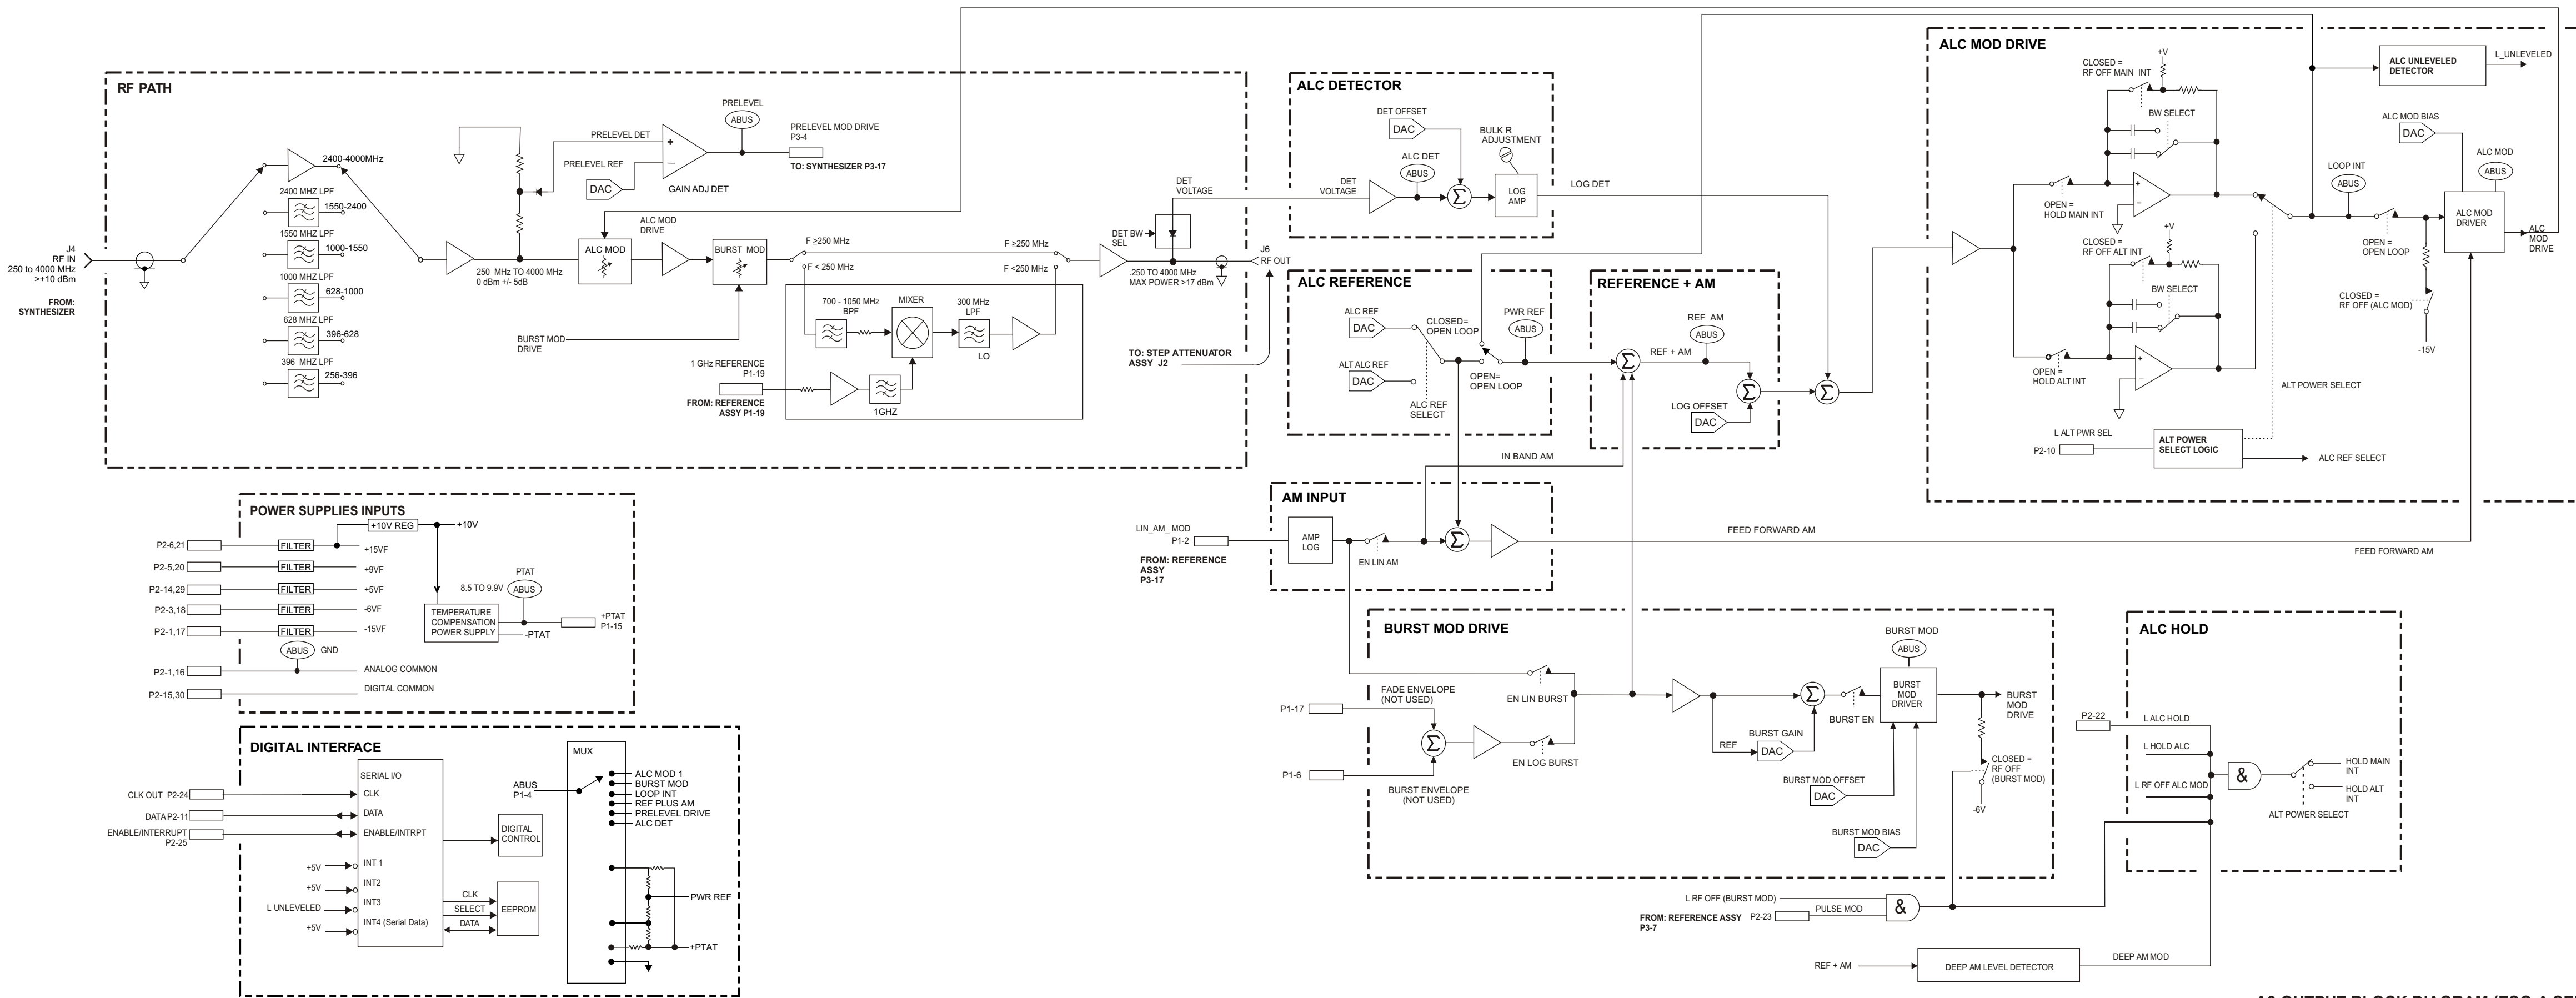 RF PATH
J4
RF IN
250 to 4000 MHz
>+10 dBm
FROM:
SYNTHESIZER
2400-4000MHz
2400 MHZ LPF
1550-2400
1550 MHZ LPF
1000-1550
1000 MHZ LPF
628-1000
628 MHZ LPF
396-628
396 MHZ LPF
256-396
PRELEVEL DET
PRELEVEL REF
DAC
+
–
GAIN ADJ DET
PRELEVEL
ABUS
PRELEVEL MOD DRIVE
P3-4
TO: SYNTHESIZER P3-17
250 MHz TO 4000 MHz
0 dBm +/- 5dB
ALC MOD
ALC MOD
DRIVE
BURST MOD
BURST MOD
DRIVE
F ≥250 MHz
F < 250 MHz
F ≥250 MHz
F <250 MHz
700 - 1050 MHz
BPF
MIXER
300 MHz
LPF
LO
1GHZ
1 GHz REFERENCE
P1-19
FROM: REFERENCE
ASSY P1-19
DET
VOLTAGE
DET BW
SEL
.250 TO 4000 MHz
MAX POWER >17 dBm
J6
RF OUT
TO: STEP ATTENUATOR
ASSY J2
ALC DETECTOR
DET OFFSET
DAC
ALC DET
ABUS
DET
VOLTAGE
Σ
BULK R
ADJUSTMENT
LOG
AMP
LOG DET
ALC REFERENCE
ALC REF
DAC
ALT ALC REF
DAC
CLOSED=
OPEN LOOP
OPEN=
OPEN LOOP
ALC REF
SELECT
PWR REF
ABUS
REFERENCE + AM
REF AM
ABUS
Σ
REF + AM
Σ
LOG OFFSET
DAC
Σ
IN BAND AM
ALC MOD DRIVE
CLOSED =
RF OFF MAIN INT
+V
BW SELECT
OPEN =
HOLD MAIN INT
+
–
CLOSED =
RF OFF ALT INT
+V
BW SELECT
OPEN =
HOLD ALT INT
+
–
ALT POWER SELECT
L ALT PWR SEL
P2-10
ALT POWER
SELECT LOGIC
ALC REF SELECT
ALC UNLEVELED
DETECTOR
L_UNLEVELED
ALC MOD BIAS
DAC
LOOP INT
ABUS
ALC MOD
ABUS
OPEN =
OPEN LOOP
ALC MOD
DRIVER
ALC
MOD
DRIVE
CLOSED =
RF OFF (ALC MOD)
-15V
AM INPUT
LIN_AM_ MOD
P1-2
FROM: REFERENCE
ASSY
P3-17
AMP
LOG
EN LIN AM
Σ
FEED FORWARD AM
FEED FORWARD AM
POWER SUPPLIES INPUTS
+10V REG
+10V
P2-6,21
FILTER
+15VF
P2-5,20
FILTER
+9VF
P2-14,29
FILTER
+5VF
P2-3,18
FILTER
-6VF
P2-1,17
FILTER
-15VF
ABUS
GND
P2-1,16
ANALOG COMMON
P2-15,30
DIGITAL COMMON
PTAT
8.5 TO 9.9V
ABUS
TEMPERATURE
COMPENSATION
POWER SUPPLY
-PTAT
+PTAT
P1-15
BURST MOD DRIVE
P1-17
FADE ENVELOPE
(NOT USED)
P1-6
BURST ENVELOPE
(NOT USED)
Σ
EN LIN BURST
EN LOG BURST
REF
BURST GAIN
DAC
Σ
BURST EN
BURST MOD
ABUS
BURST
MOD
DRIVER
BURST
MOD
DRIVE
BURST MOD OFFSET
DAC
BURST MOD BIAS
DAC
CLOSED =
RF OFF
(BURST MOD)
-6V
ALC HOLD
P2-22
L ALC HOLD
L HOLD ALC
L RF OFF ALC MOD
&
HOLD MAIN
INT
HOLD ALT
INT
ALT POWER SELECT
L RF OFF (BURST MOD)
FROM: REFERENCE ASSY
P3-7
P2-23
PULSE MOD
&
REF + AM
DEEP AM LEVEL DETECTOR
DEEP AM MOD
DIGITAL INTERFACE
SERIAL I/O
CLK OUT P2-24
CLK
DATA P2-11
DATA
ENABLE/INTERRUPT
P2-25
ENABLE/INTRPT
+5V
INT 1
+5V
INT2
L UNLEVELED
INT3
+5V
INT4 (Serial Data)
DIGITAL
CONTROL
CLK
SELECT
DATA
EEPROM
MUX
ABUS
P1-4
ALC MOD 1
BURST MOD
LOOP INT
REF PLUS AM
PRELEVEL DRIVE
ALC DET
PWR REF
+PTAT